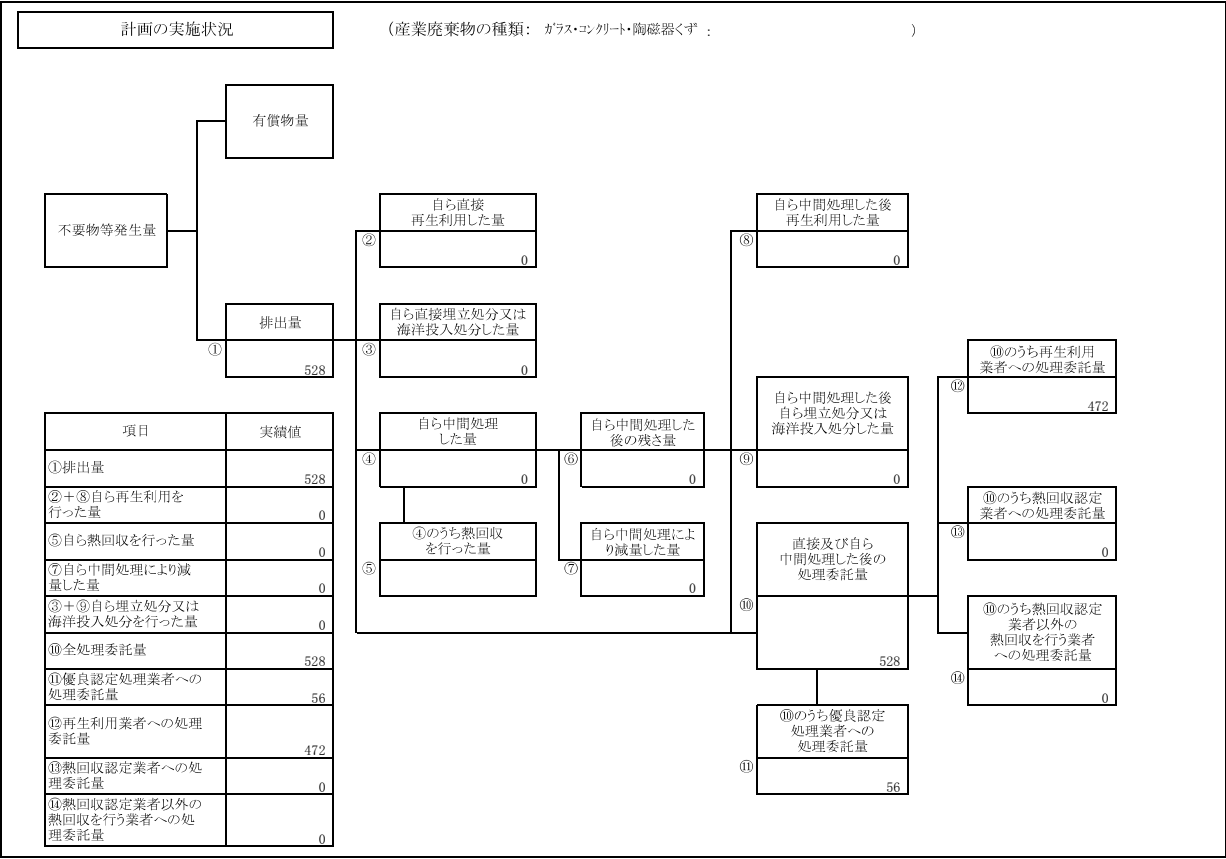 計画の実施状況
（産業廃棄物の種類： ｶﾞﾗｽ・ｺﾝｸﾘｰﾄ・陶磁器くず ： ）
有償物量
不要物等発生量
自ら直接
再生利用した量
②
0
自ら中間処理した後
再生利用した量
⑧
0
排出量
①
528
自ら直接埋立処分又は
海洋投入処分した量
③
0
⑩のうち再生利用
業者への処理委託量
⑫
472
自ら中間処理
した量
④
0
自ら中間処理した
後の残さ量
⑥
0
自ら中間処理した後
自ら埋立処分又は
海洋投入処分した量
⑨
0
⑩のうち熱回収認定
業者への処理委託量
⑬
0
④のうち熱回収
を行った量
⑤
自ら中間処理によ
り減量した量
⑦
0
直接及び自ら
中間処理した後の
処理委託量
⑩
528
⑩のうち熱回収認定
業者以外の
熱回収を行う業者
への処理委託量
⑭
0
⑩のうち優良認定
処理業者への
処理委託量
⑪
56
項目 実績値
①排出量 528
②＋⑧自ら再生利用を
行った量 0
⑤自ら熱回収を行った量 0
⑦自ら中間処理により減
量した量 0
③＋⑨自ら埋立処分又は
海洋投入処分を行った量 0
⑩全処理委託量 528
⑪優良認定処理業者への
処理委託量 56
⑫再生利用業者への処理
委託量 472
⑬熱回収認定業者への処
理委託量 0
⑭熱回収認定業者以外の
熱回収を行う業者への処
理委託量 0